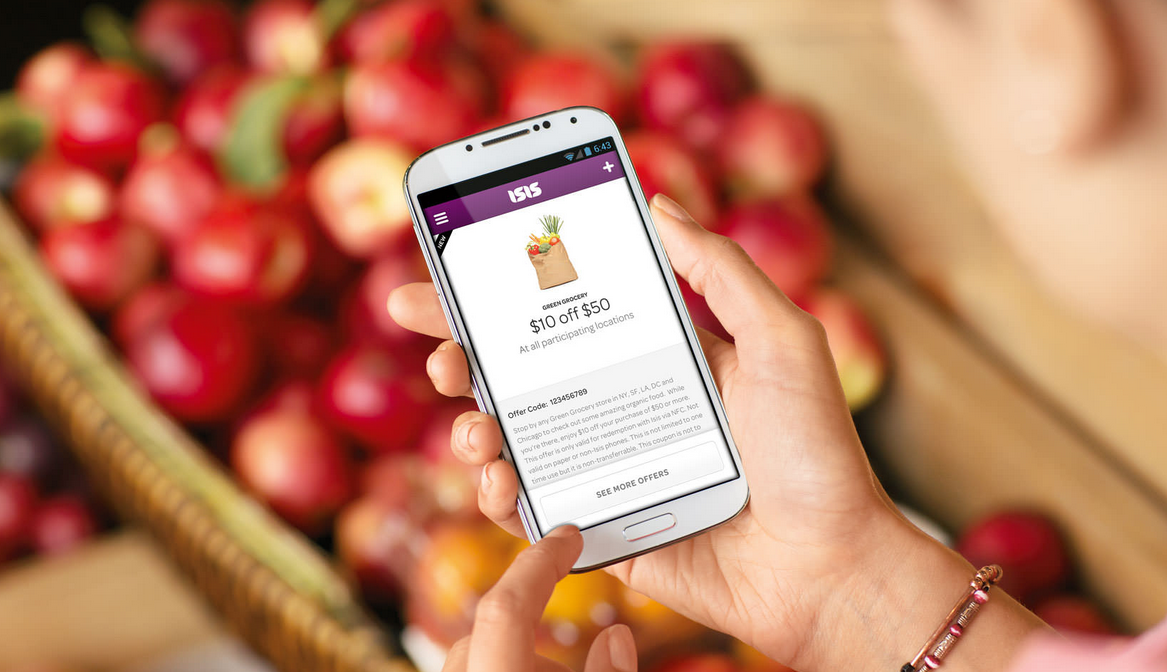 6:43
ISIS
NEW
GREEN GROCERY
$10 off $50
At all participating locations
Offer Code: 123456789
Stop by any Green Grocery store in NY, SF, LA, DC and
Chicago to check out some amazing organic food. While
you're there, enjoy $10 off your purchase of $50 or more.
This offer is only valid for redemption with Isis via NFC. Not
valid on paper or non-Isis phones. This is not limited to one
time use but it is non-transferrable. This coupon is not to
SEE MORE OFFERS